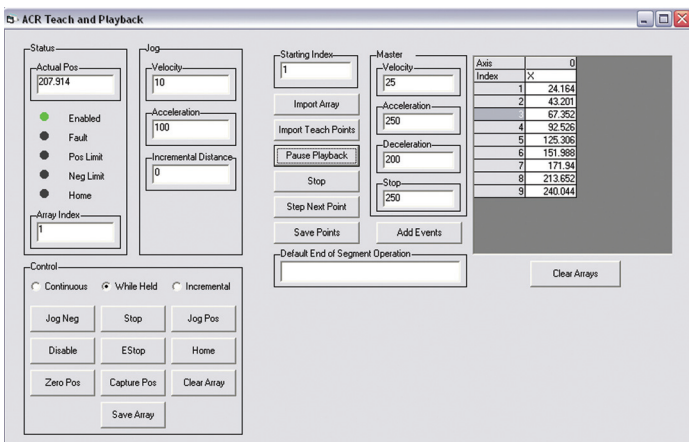 ACR Teach and Playback
Status
Actual Pos
207.914
Enabled
Fault
Pos Limit
Neg Limit
Home
Array Index
1
Jog
Velocity
10
Acceleration
100
Incremental Distance
0
Control
Continuous While Held Incremental
Jog Neg Stop Jog Pos
Disable EStop Home
Zero Pos Capture Pos Clear Array
Save Array
Starting Index
1
Import Array
Import Teach Points
Pause Playback
Stop
Step Next Point
Save Points
Master
Velocity
25
Acceleration
250
Deceleration
200
Stop
250
Add Events
Default End of Segment Operation
Axis 0
Index X
1 24.164
2 43.201
3 67.352
4 92.526
5 125.306
6 151.988
7 171.94
8 213.652
9 240.044
Clear Arrays